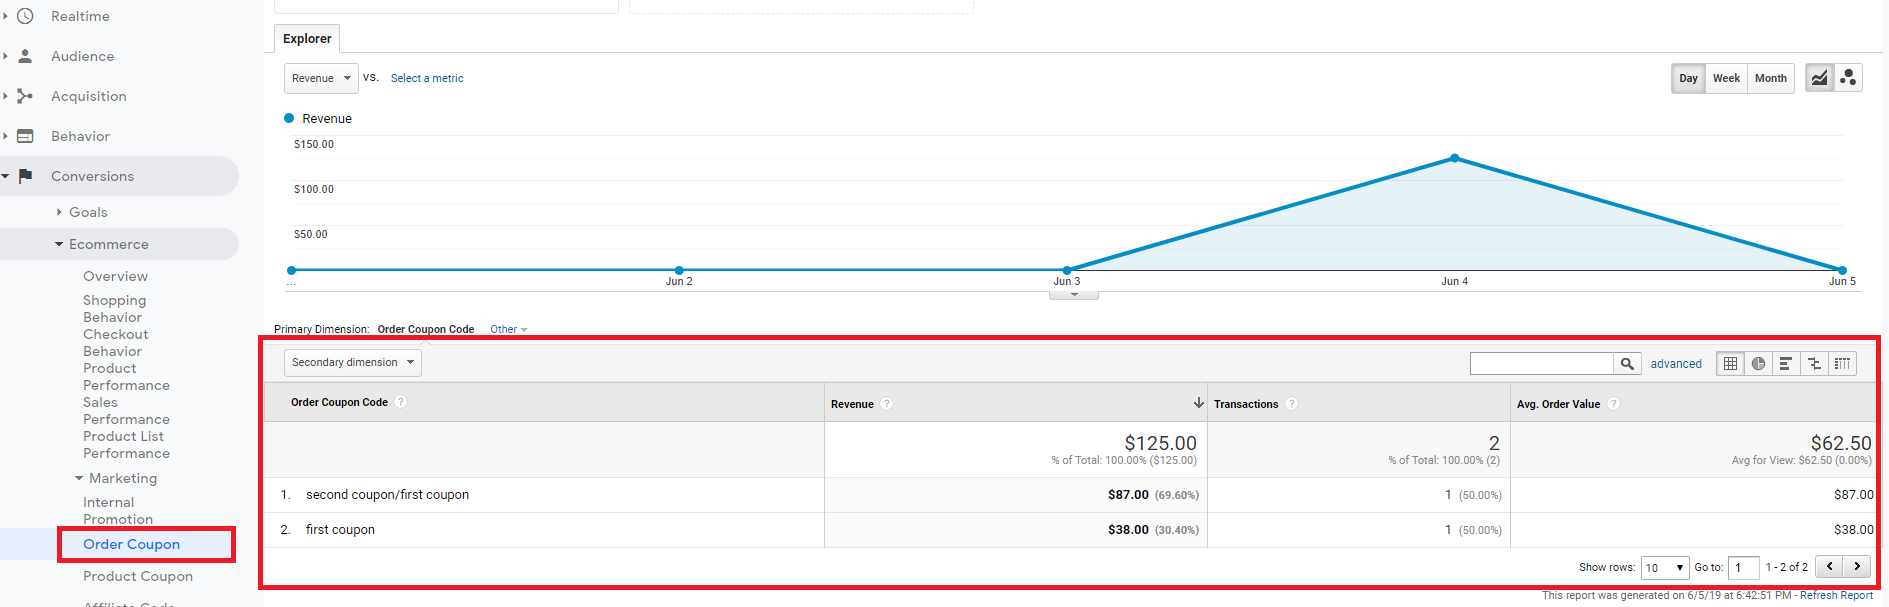 Realtime
Audience
Acquisition
Behavior
Conversions
Goals
Ecommerce
Overview
Shopping
Behavior
Checkout
Behavior
Product
Performance
Sales
Performance
Product List
Performance
Marketing
Internal
Promotion
Order Coupon
Product Coupon
Affiliate Code
Explorer
Revenue VS. Select a metric
Day Week Month
Revenue
$150.00
$100.00
$50.00
... Jun 2 Jun 3 Jun 4 Jun 5
Primary Dimension: Order Coupon Code Other
Secondary dimension advanced
Order Coupon Code ? Revenue ? Transactions ? Avg. Order Value ?
$125.00 2 $62.50
% of Total: 100.00% ($125.00) % of Total: 100.00% (2) Avg for View: $62.50 (0.00%)
1. second coupon/first coupon $87.00 (69.60%) 1 (50.00%) $87.00
2. first coupon $38.00 (30.40%) 1 (50.00%) $38.00
Show rows: 10 Go to: 1 1 - 2 of 2
This report was generated on 6/5/19 at 6:42:51 PM - Refresh Report